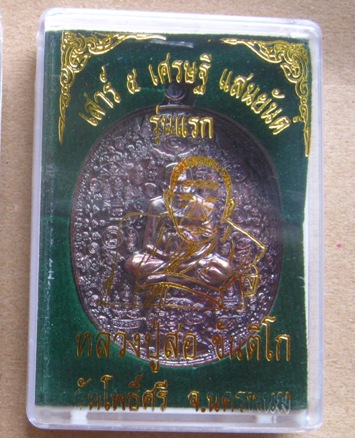 เสาร์ ๕ เศรษฐี แสนยันต์
รุ่นแรก
หลวงปู่สอ ขันติโก
โพธิ์ศรี จ.นครพนม